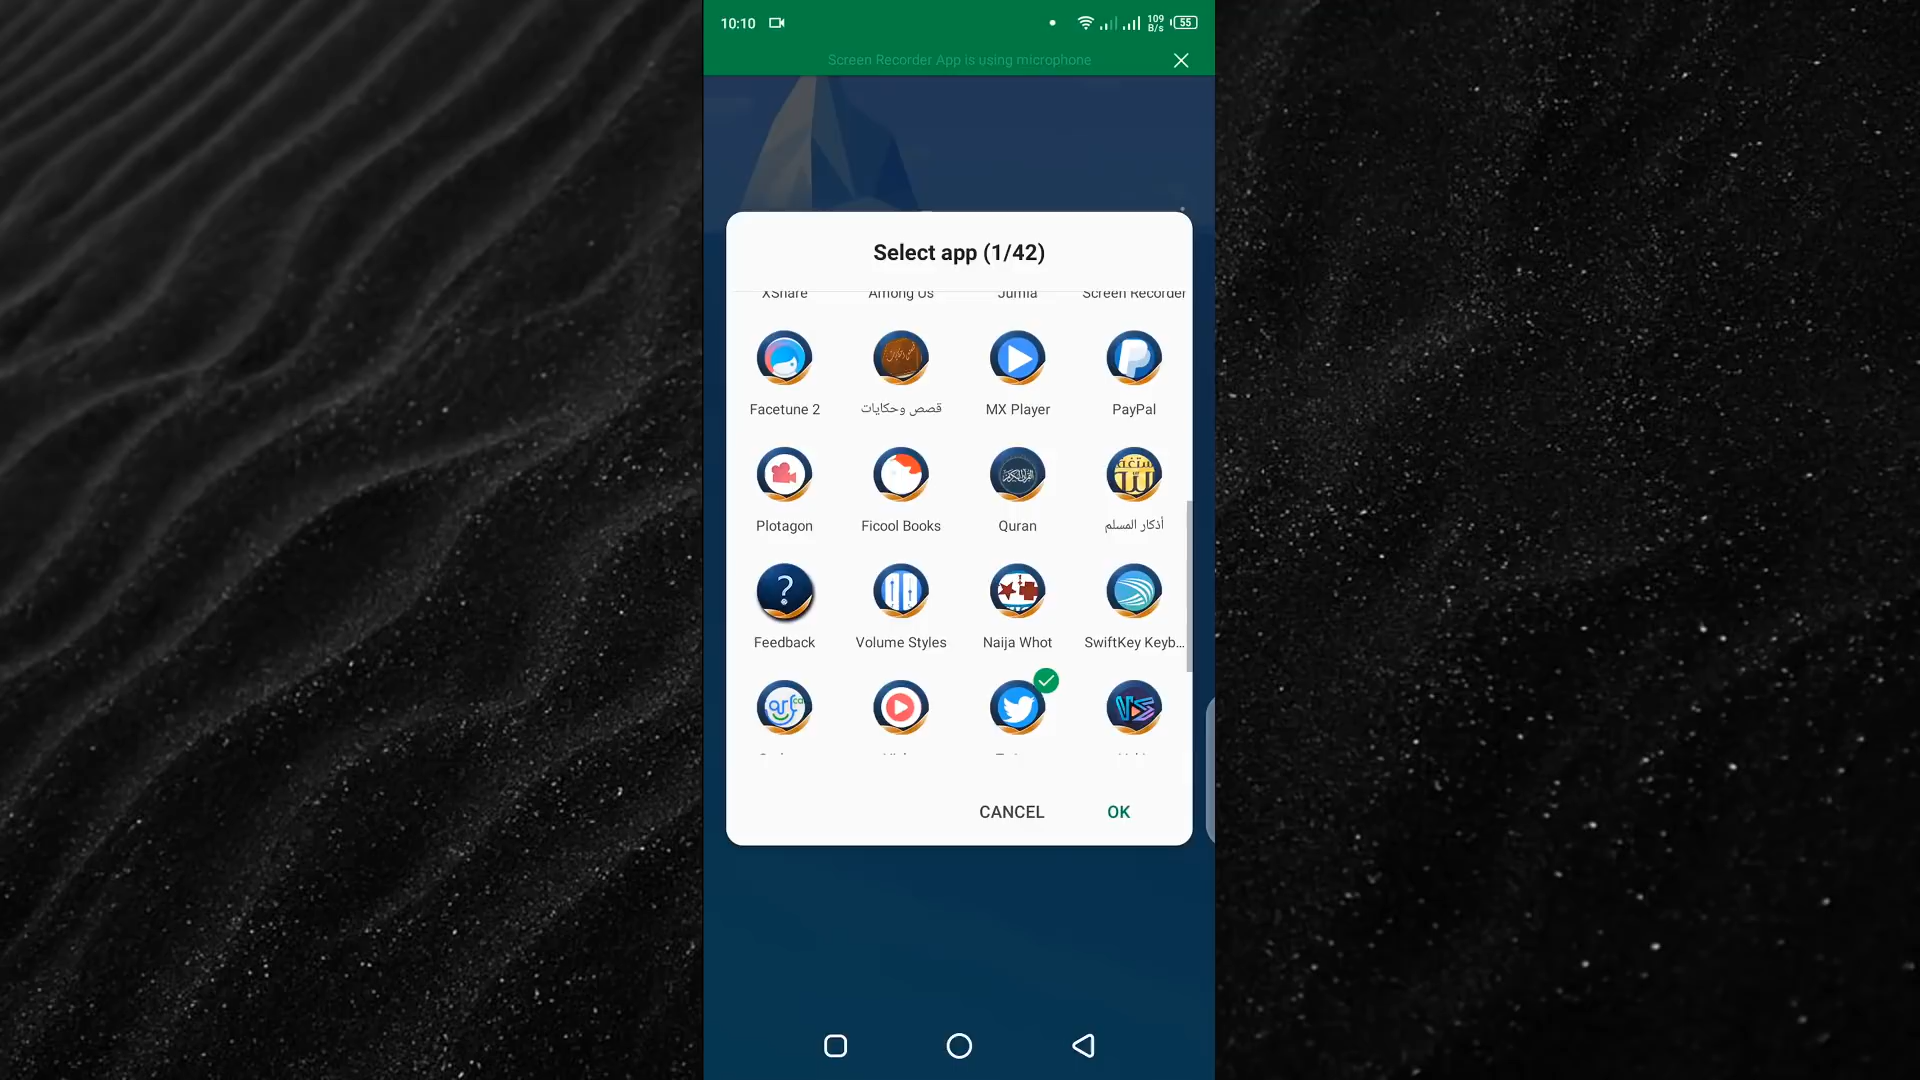 10:10
109 B/s
55
Screen Recorder App is using microphone
Select app (1/42)
XShare Among Us Jumia Screen Recorder
Facetune 2 قصص وحكايات MX Player PayPal
Plotagon Ficool Books Quran أذكار المسلم
Feedback Volume Styles Naija Whot SwiftKey Keyb...
CANCEL OK